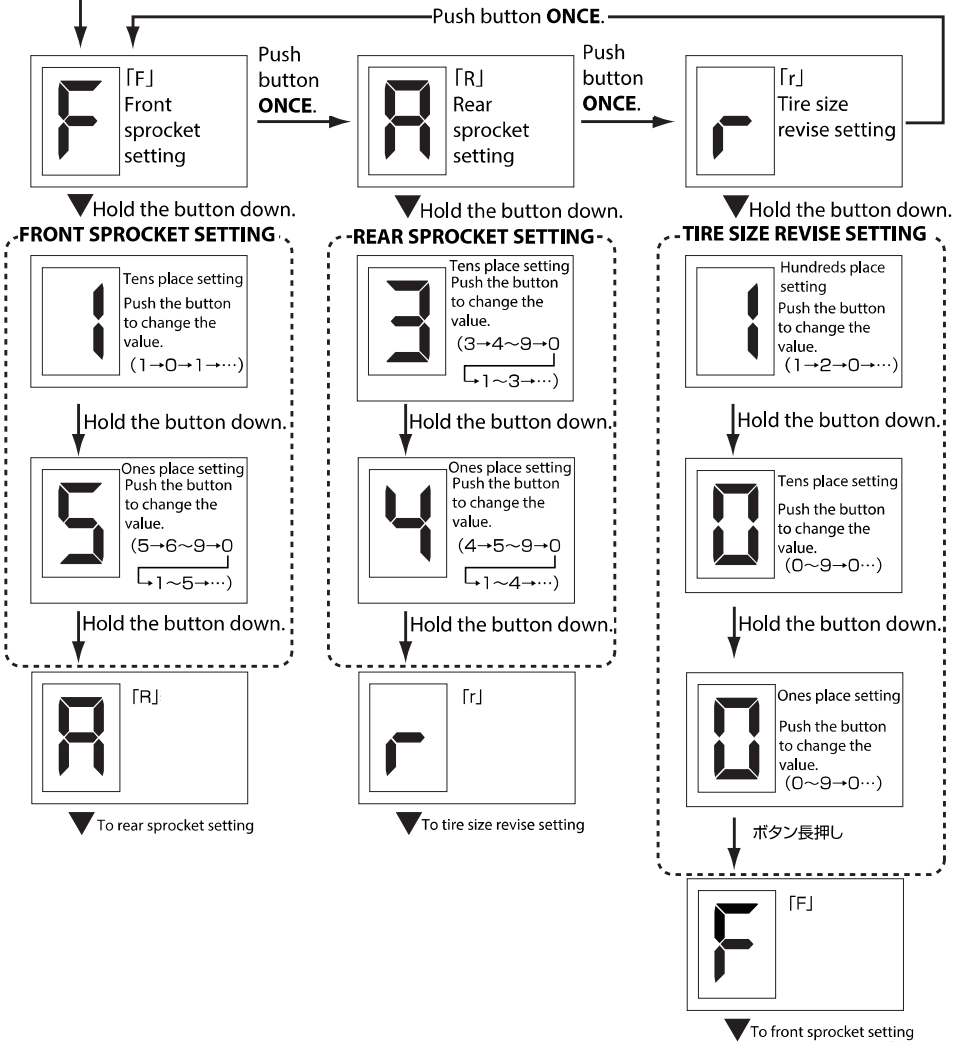 Push button ONCE.
F
「F」
Front
sprocket
setting
Push
button
ONCE.
R
「R」
Rear
sprocket
setting
Push
button
ONCE.
r
「r」
Tire size
revise setting
Hold the button down.
Hold the button down.
Hold the button down.
FRONT SPROCKET SETTING
1
Tens place setting
Push the button
to change the
value.
(1→0→1→…)
Hold the button down.
5
Ones place setting
Push the button
to change the
value.
(5→6～9→0
→1～5→…)
Hold the button down.
R
「R」
To rear sprocket setting
REAR SPROCKET SETTING
3
Tens place setting
Push the button
to change the
value.
(3→4～9→0
→1～3→…)
Hold the button down.
4
Ones place setting
Push the button
to change the
value.
(4→5～9→0
→1～4→…)
Hold the button down.
r
「r」
To tire size revise setting
TIRE SIZE REVISE SETTING
1
Hundreds place
setting
Push the button
to change the
value.
(1→2→0→…)
Hold the button down.
0
Tens place setting
Push the button
to change the
value.
(0～9→0…)
Hold the button down.
0
Ones place setting
Push the button
to change the
value.
(0～9→0…)
ボタン長押し
F
「F」
To front sprocket setting